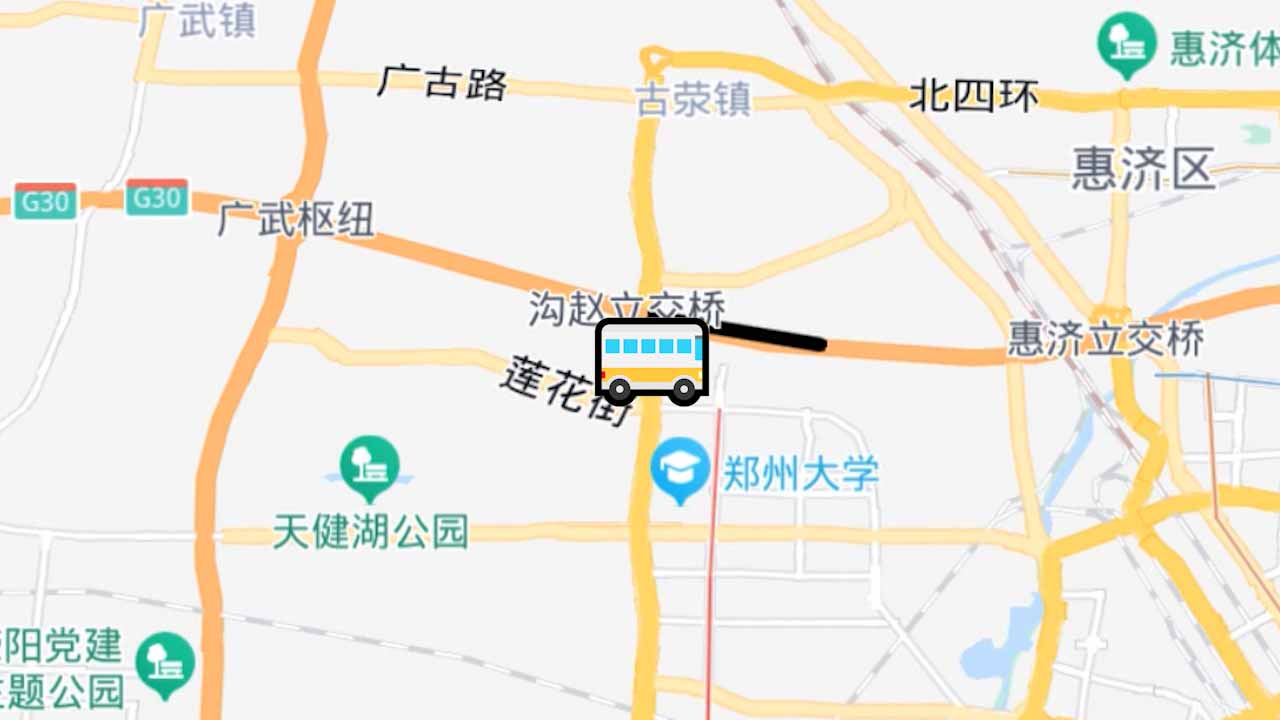 广武镇
惠济体
广古路
古荥镇
北四环
惠济区
G30
G30
广武枢纽
沟赵立交桥
惠济立交桥
莲花街
郑州大学
天健湖公园
阳党建
题公园